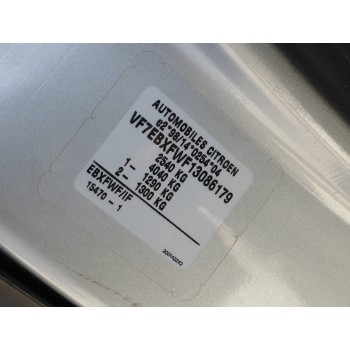 AUTOMOBILES CITROEN
e2*98/14*0254*04
VF7EBXFWF13086179
2540 KG
4040 KG
1- 1290 KG
2- 1300 KG
EBXFWF/IF
15470 - 1